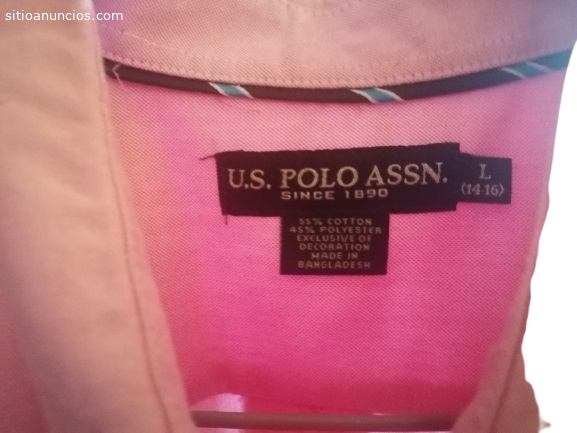 sitioanuncios.com
U.S. POLO ASSN.
SINCE 1890
L
(14-16)
55% COTTON
45% POLYESTER
EXCLUSIVE OF
DECORATION
MADE IN
BANGLADESH